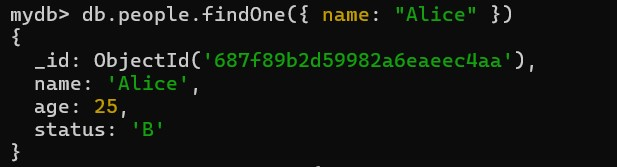 mydb> db.people.findOne({ name: "Alice" })
{
  _id: ObjectId('687f89b2d59982a6eaeec4aa'),
  name: 'Alice',
  age: 25,
  status: 'B'
}